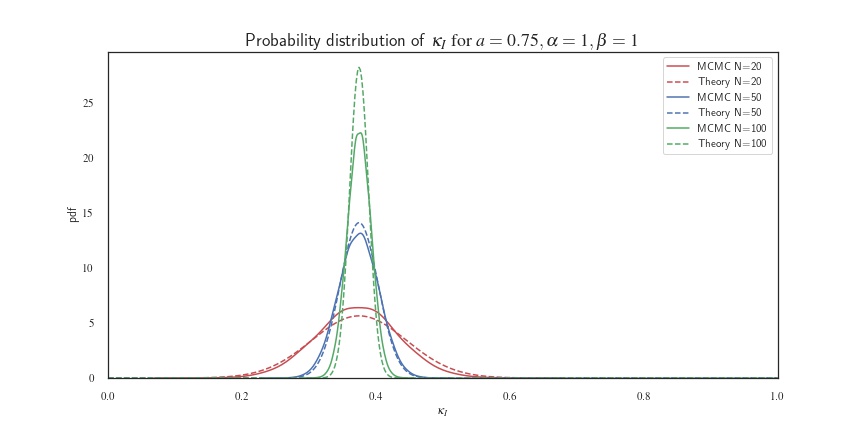 Probability distribution of κ_I for a = 0.75, α = 1, β = 1
MCMC N=20
Theory N=20
MCMC N=50
Theory N=50
MCMC N=100
Theory N=100
pdf
25
20
15
10
5
0
0.0 0.2 0.4 0.6 0.8 1.0
κ_I